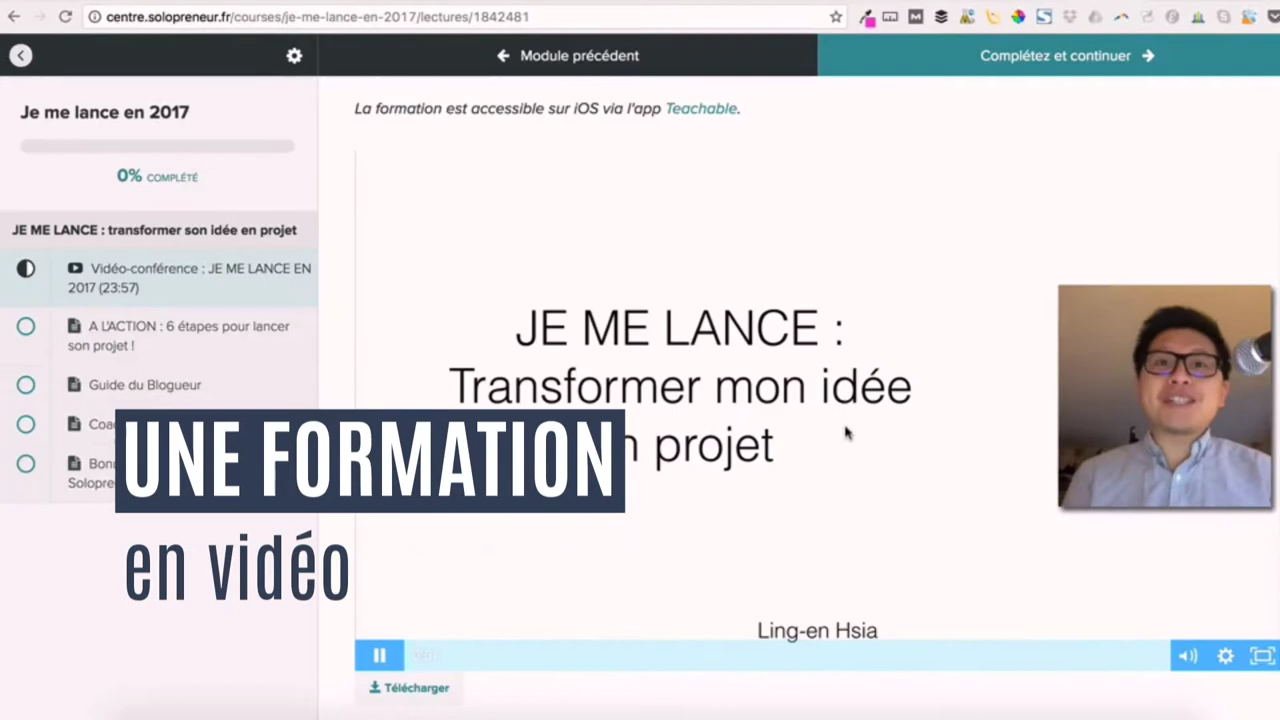 centre.solopreneur.fr/courses/je-me-lance-en-2017/lectures/1842481
Module précédent
Complétez et continuer
Je me lance en 2017
0% COMPLÉTÉ
JE ME LANCE : transformer son idée en projet
Vidéo-conférence : JE ME LANCE EN
2017 (23:57)
A L'ACTION : 6 étapes pour lancer
son projet !
Guide du Blogueur
La formation est accessible sur iOS via l'app Teachable.
JE ME LANCE :
Transformer mon idée
projet
Ling-en Hsia
Télécharger
UNE FORMATION
en vidéo